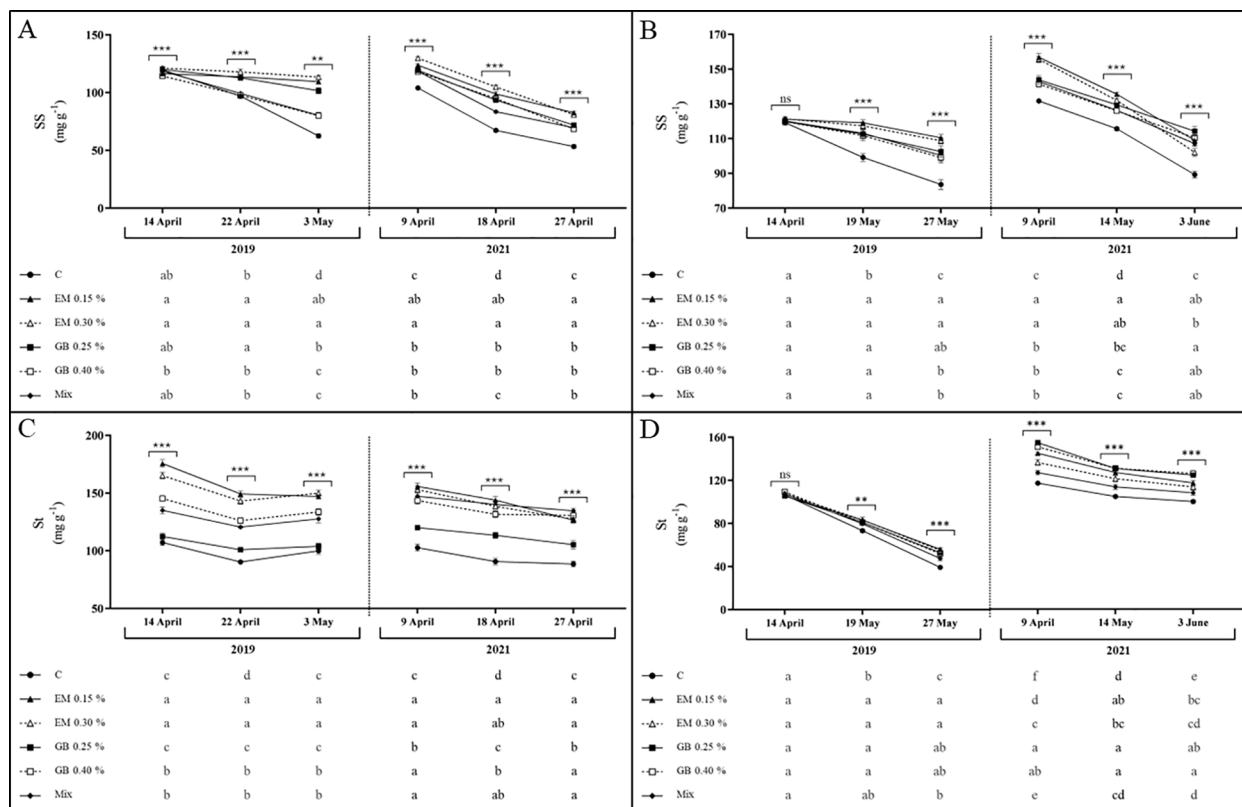 A
SS
(mg g-1)
150
100
50
0
*** *** ** *** *** ***
14 April 22 April 3 May 9 April 18 April 27 April
2019 2021
C ab b d c d c
EM 0.15 % a a ab ab ab a
EM 0.30 % a a a a a a
GB 0.25 % ab a b b b b
GB 0.40 % b b c b b b
Mix ab b c b c b
B
SS
(mg g-1)
170
150
130
110
90
70
ns *** *** *** *** ***
14 April 19 May 27 May 9 April 14 May 3 June
2019 2021
C a b c c d c
EM 0.15 % a a a a a ab
EM 0.30 % a a a a ab b
GB 0.25 % a a ab b bc a
GB 0.40 % a a b b c ab
Mix a a b b c ab
C
St
(mg g-1)
200
150
100
50
*** *** *** *** *** ***
14 April 22 April 3 May 9 April 18 April 27 April
2019 2021
C c d c c d c
EM 0.15 % a a a a a a
EM 0.30 % a a a a ab a
GB 0.25 % c c c b c b
GB 0.40 % b b b a b a
Mix b b b a ab a
D
St
(mg g-1)
160
120
80
40
0
ns ** *** *** *** ***
14 April 19 May 27 May 9 April 14 May 3 June
2019 2021
C a b c f d e
EM 0.15 % a a a d ab bc
EM 0.30 % a a a c bc cd
GB 0.25 % a a ab a a ab
GB 0.40 % a a ab ab a a
Mix a ab b e cd d